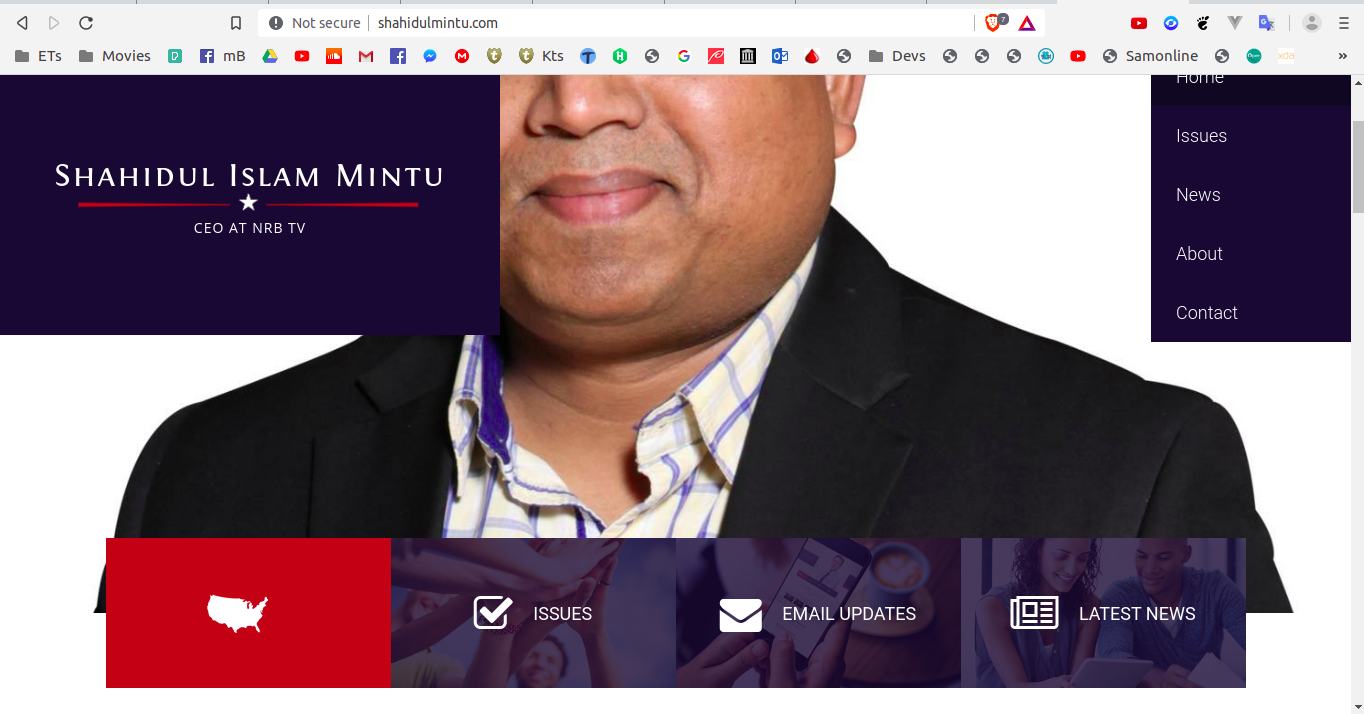 Not secure
shahidulmintu.com
7
ETs
Movies
mB
Kts
Devs
Samonline
»
Home
Issues
News
About
Contact
Shahidul Islam Mintu
CEO AT NRB TV
ISSUES
EMAIL UPDATES
LATEST NEWS